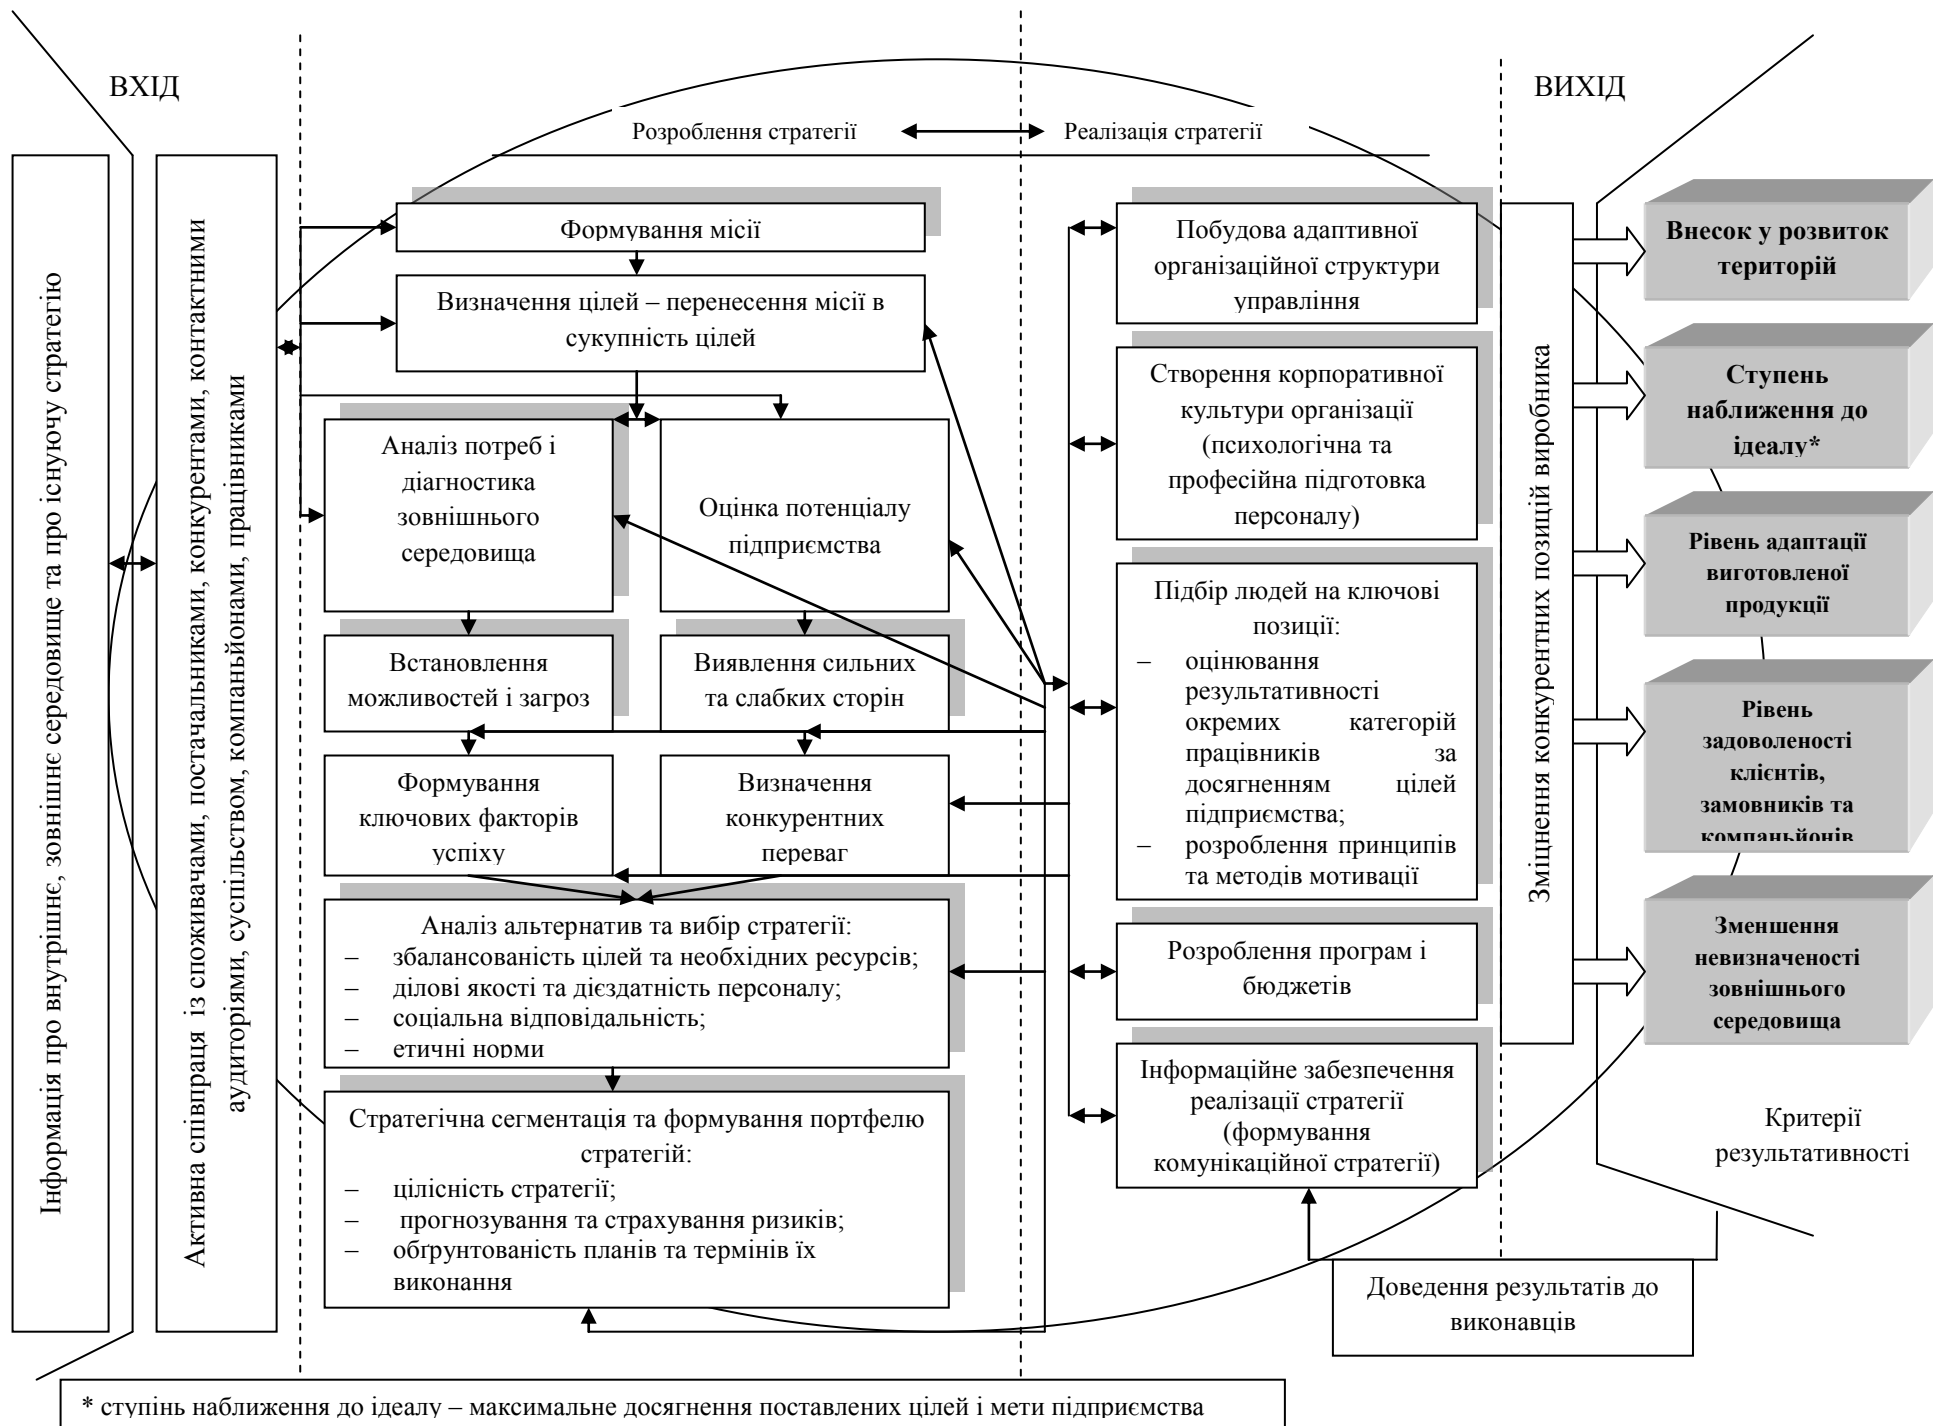 ВХІД
ВИХІД
Розроблення стратегії
Реалізація стратегії
Інформація про внутрішнє, зовнішнє середовище та про існуючу стратегію
Активна співпраця із споживачами, постачальниками, конкурентами, контактними
аудиторіями, суспільством, компаньйонами, працівниками
Формування місії
Визначення цілей – перенесення місії в
сукупність цілей
Аналіз потреб і
діагностика
зовнішнього
середовища
Оцінка потенціалу
підприємства
Встановлення
можливостей і загроз
Виявлення сильних
та слабких сторін
Формування
ключових факторів
успіху
Визначення
конкурентних
переваг
Аналіз альтернатив та вибір стратегії:
– збалансованість цілей та необхідних ресурсів;
– ділові якості та дієздатність персоналу;
– соціальна відповідальність;
– етичні норми
Стратегічна сегментація та формування портфелю
стратегій:
– цілісність стратегії;
– прогнозування та страхування ризиків;
– обґрунтованість планів та термінів їх
виконання
Побудова адаптивної
організаційної структури
управління
Створення корпоративної
культури організації
(психологічна та
професійна підготовка
персоналу)
Підбір людей на ключові
позиції:
– оцінювання
результативності
окремих категорій
працівників за
досягненням цілей
підприємства;
– розроблення принципів
та методів мотивації
Розроблення програм і
бюджетів
Інформаційне забезпечення
реалізації стратегії
(формування
комунікаційної стратегії)
Зміцнення конкурентних позицій виробника
Внесок у розвиток
територій
Ступень
наближення до
ідеалу*
Рівень адаптації
виготовленої
продукції
Рівень
задоволеності
клієнтів,
замовників та
компаньйонів
Зменшення
невизначеності
зовнішнього
середовища
Критерії
результативності
Доведення результатів до
виконавців
* ступінь наближення до ідеалу – максимальне досягнення поставлених цілей і мети підприємства